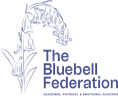 The
Bluebell
Federation
ACADEMIC, PHYSICAL & EMOTIONAL SUCCESS